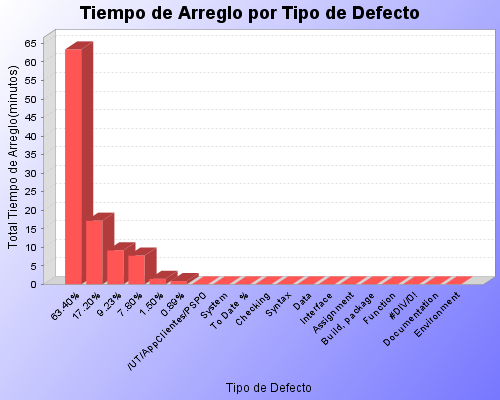 Tiempo de Arreglo por Tipo de Defecto
Total Tiempo de Arreglo(minutos)
65
60
55
50
45
40
35
30
25
20
15
10
5
0
63.40%
17.20%
9.23%
7.80%
1.50%
0.89%
/UT/AppClientes/PSP0
System
To Date %
Checking
Syntax
Data
Interface
Assignment
Build, package
Function
#DIV/0!
Documentation
Environment
Tipo de Defecto